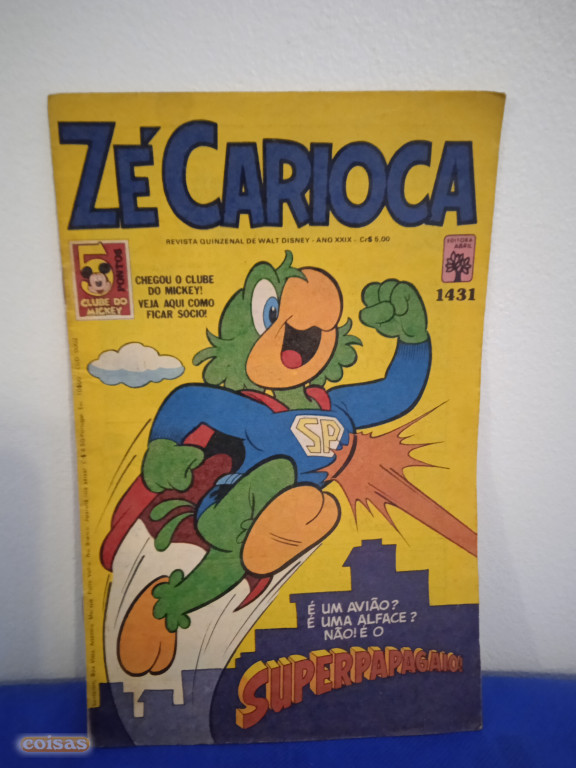 ZÉ CARIOCA
REVISTA QUINZENAL DE WALT DISNEY - ANO XXIX - Cr$ 5,00
5
PONTOS
CLUBE DO
MICKEY
CHEGOU O CLUBE
DO MICKEY!
VEJA AQUI COMO
FICAR SÓCIO!
EDITORA
ABRIL
1431
SP
É UM AVIÃO?
É UMA ALFACE?
NÃO! É O
SUPERPAPAGAIO!
coisas